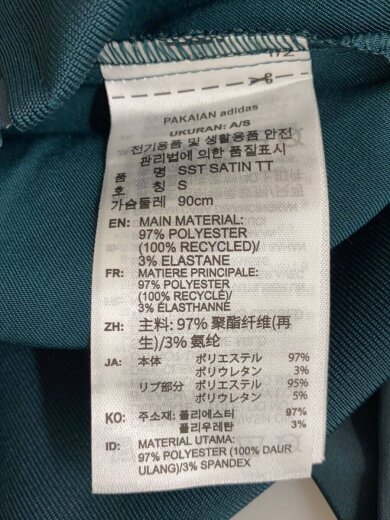 1/2
PAKAIAN adidas
UKURAN: A/S
전기용품 및 생활용품 안전
관리법에 의한 품질표시
품 명 SST SATIN TT
호 칭 S
가슴둘레 90cm
EN: MAIN MATERIAL:
97% POLYESTER
(100% RECYCLED)/
3% ELASTANE
FR: MATIERE PRINCIPALE:
97% POLYESTER
(100% RECYCLÉ)/
3% ÉLASTHANNE
ZH: 主料: 97% 聚酯纤维(再
生)/3% 氨纶
JA: 本体 ポリエステル 97%
ポリウレタン 3%
リブ部分 ポリエステル 95%
ポリウレタン 5%
KO: 주소재: 폴리에스터 97%
폴리우레탄 3%
ID: MATERIAL UTAMA:
97% POLYESTER (100% DAUR
ULANG)/3% SPANDEX